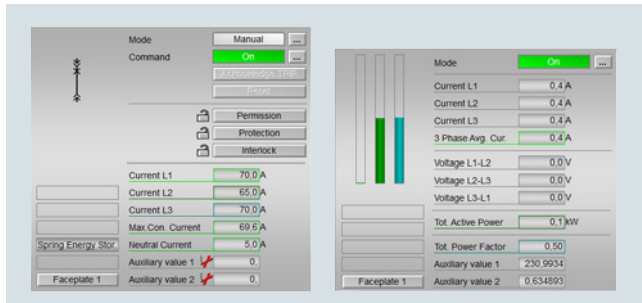 Mode Manual ...
Command On ...
Acknowledge TRIP
Reset
Permission
Protection
Interlock
Current L1 70,0 A
Current L2 65,0 A
Current L3 70,0 A
Max.Con. Current 69,6 A
Spring Energy Stor. Neutral Current 5,0 A
Auxiliary value 1 0,
Faceplate 1 Auxiliary value 2 0,
Mode On ...
Current L1 0,4 A
Current L2 0,4 A
Current L3 0,4 A
3 Phase Avg. Cur. 0,4 A
Voltage L1-L2 0,0 V
Voltage L2-L3 0,0 V
Voltage L3-L1 0,0 V
Tot. Active Power 0,1 kW
Tot. Power Factor 0,50
Auxiliary value 1 230,9934
Faceplate 1 Auxiliary value 2 0,634893